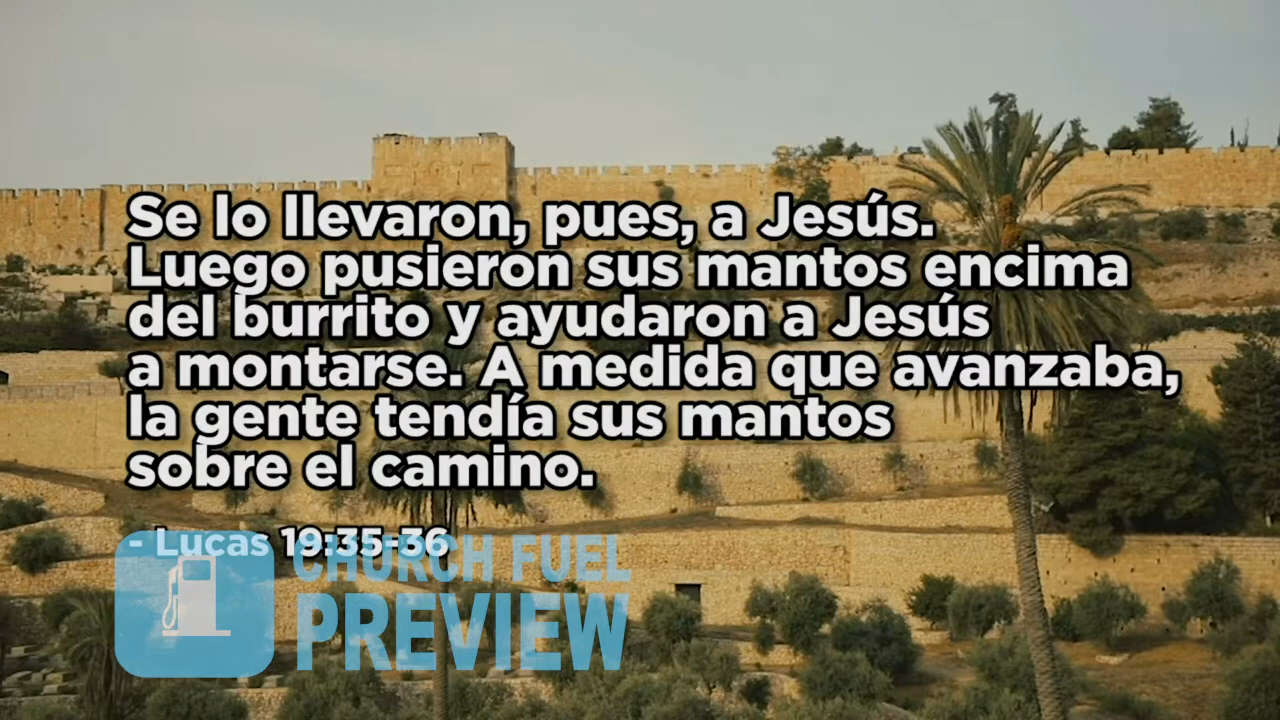 Se lo llevaron, pues, a Jesús.
Luego pusieron sus mantos encima
del burrito y ayudaron a Jesús
a montarse. A medida que avanzaba,
la gente tendía sus mantos
sobre el camino.
- Lucas 19:35-36
CHURCH FUEL
PREVIEW